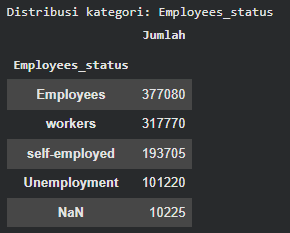 Distribusi kategori: Employees_status
Jumlah
Employees_status
Employees 377080
workers 317770
self-employed 193705
Unemployment 101220
NaN 10225